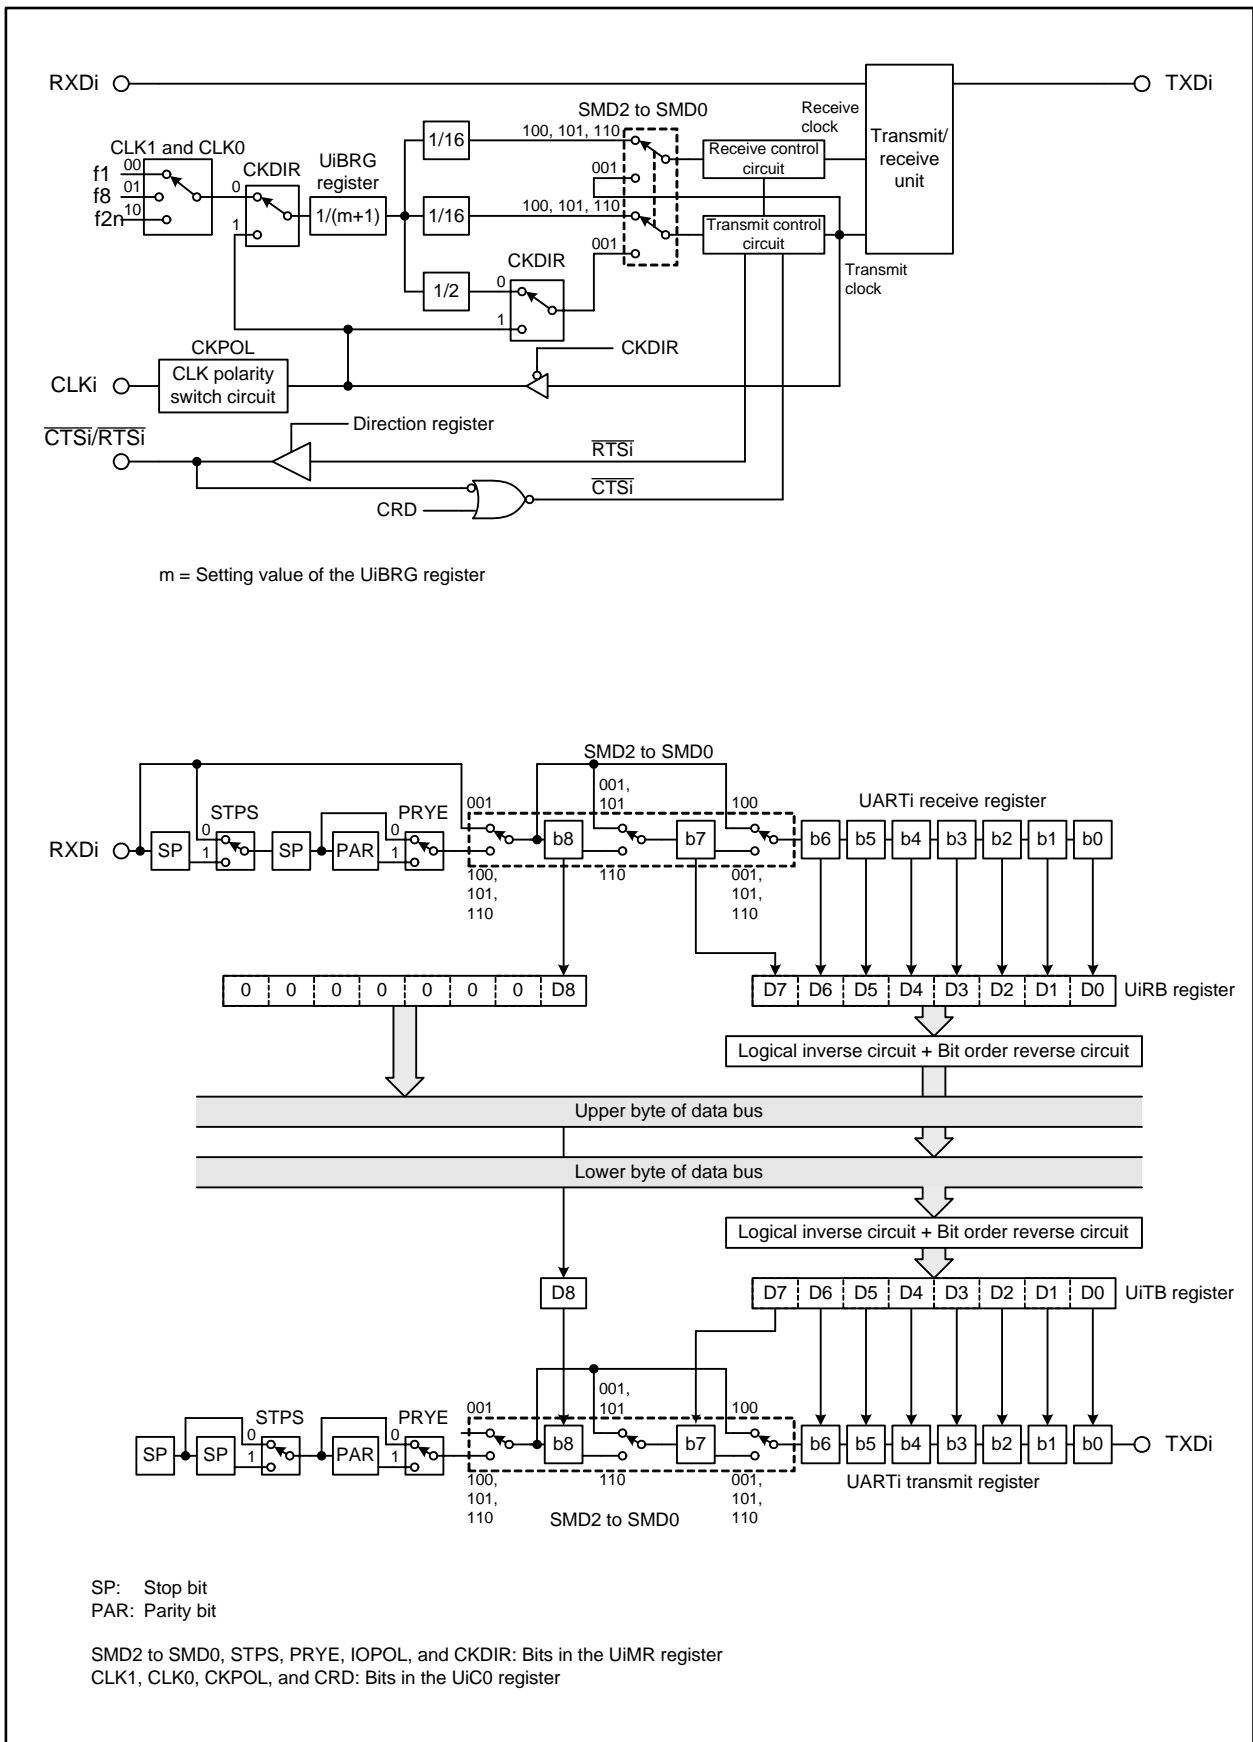 RXDi
TXDi
SMD2 to SMD0
Receive
clock
Transmit/
receive
unit
CLK1 and CLK0
CKDIR
UiBRG
register
1/16
100, 101, 110
Receive control
circuit
f1
00
f8
01
f2n
10
0
1
1/(m+1)
001
1/16
100, 101, 110
Transmit control
circuit
001
1/2
CKDIR
0
1
Transmit
clock
CKPOL
CKDIR
CLKi
CLK polarity
switch circuit
CTSi/RTSi
Direction register
RTSi
CTSi
CRD
m = Setting value of the UiBRG register
SMD2 to SMD0
001
001,
101
100
UARTi receive register
STPS
PRYE
RXDi
SP
0
1
SP
PAR
0
1
b8
b7
b6
b5
b4
b3
b2
b1
b0
100,
101,
110
110
001,
101,
110
0
0
0
0
0
0
0
D8
D7
D6
D5
D4
D3
D2
D1
D0
UiRB register
Logical inverse circuit + Bit order reverse circuit
Upper byte of data bus
Lower byte of data bus
Logical inverse circuit + Bit order reverse circuit
D8
D7
D6
D5
D4
D3
D2
D1
D0
UiTB register
001
001,
101
100
STPS
PRYE
SP
SP
0
1
PAR
0
1
b8
b7
b6
b5
b4
b3
b2
b1
b0
TXDi
100,
101,
110
110
001,
101,
110
UARTi transmit register
SMD2 to SMD0
SP: Stop bit
PAR: Parity bit
SMD2 to SMD0, STPS, PRYE, IOPOL, and CKDIR: Bits in the UiMR register
CLK1, CLK0, CKPOL, and CRD: Bits in the UiC0 register